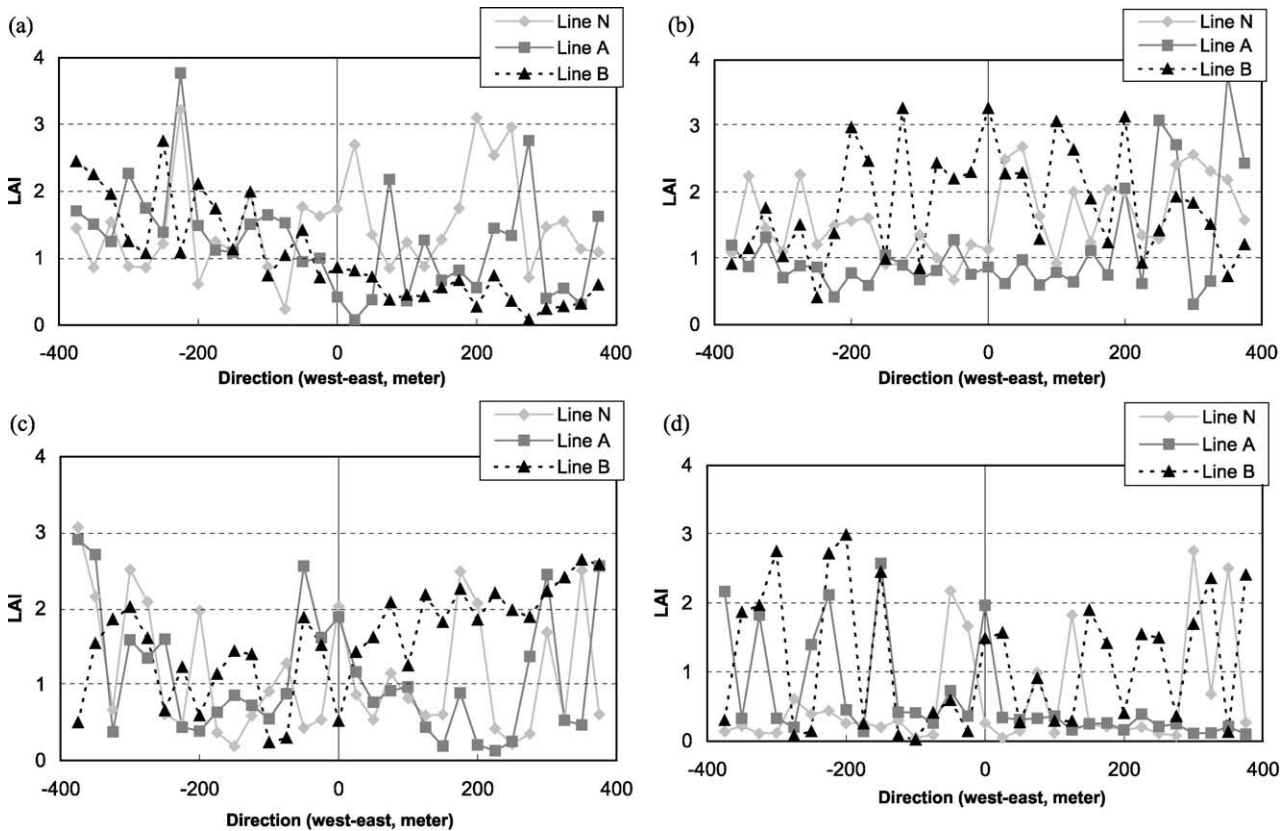 (a)
Line N
Line A
Line B
4
3
2
1
0
LAI
-400
-200
0
200
400
Direction (west-east, meter)
(b)
Line N
Line A
Line B
4
3
2
1
0
LAI
-400
-200
0
200
400
Direction (west-east, meter)
(c)
Line N
Line A
Line B
4
3
2
1
0
LAI
-400
-200
0
200
400
Direction (west-east, meter)
(d)
Line N
Line A
Line B
4
3
2
1
0
LAI
-400
-200
0
200
400
Direction (west-east, meter)